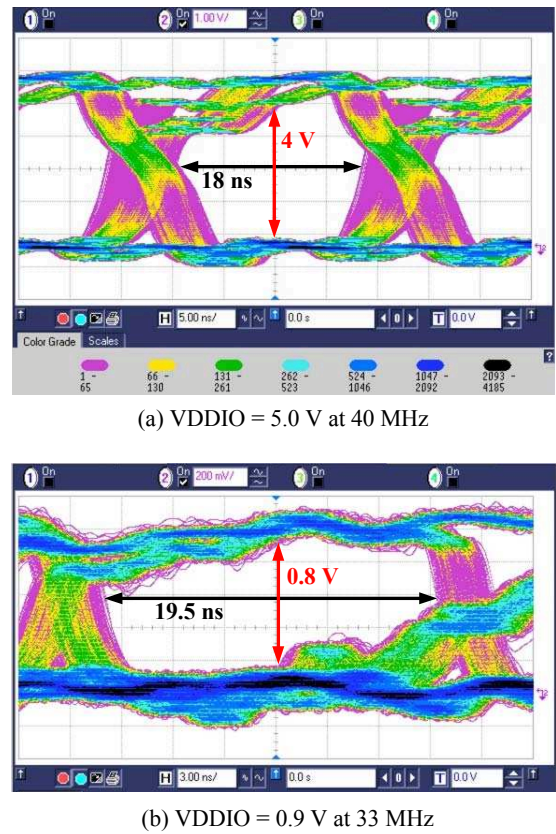 1 On 2 On 1.00 V/ 3 On 4 On
4 V
18 ns
H 5.00 ns/ 0.0 s 0 T 0.0 V
Color Grade Scales ?
1 - 66 - 131 - 262 - 524 - 1047 - 2093 -
65 130 261 523 1046 2092 4185
(a) VDDIO = 5.0 V at 40 MHz
1 On 2 On 200 mV/ 3 On 4 On
0.8 V
19.5 ns
H 3.00 ns/ 0.0 s 0 T 0.0 V
(b) VDDIO = 0.9 V at 33 MHz